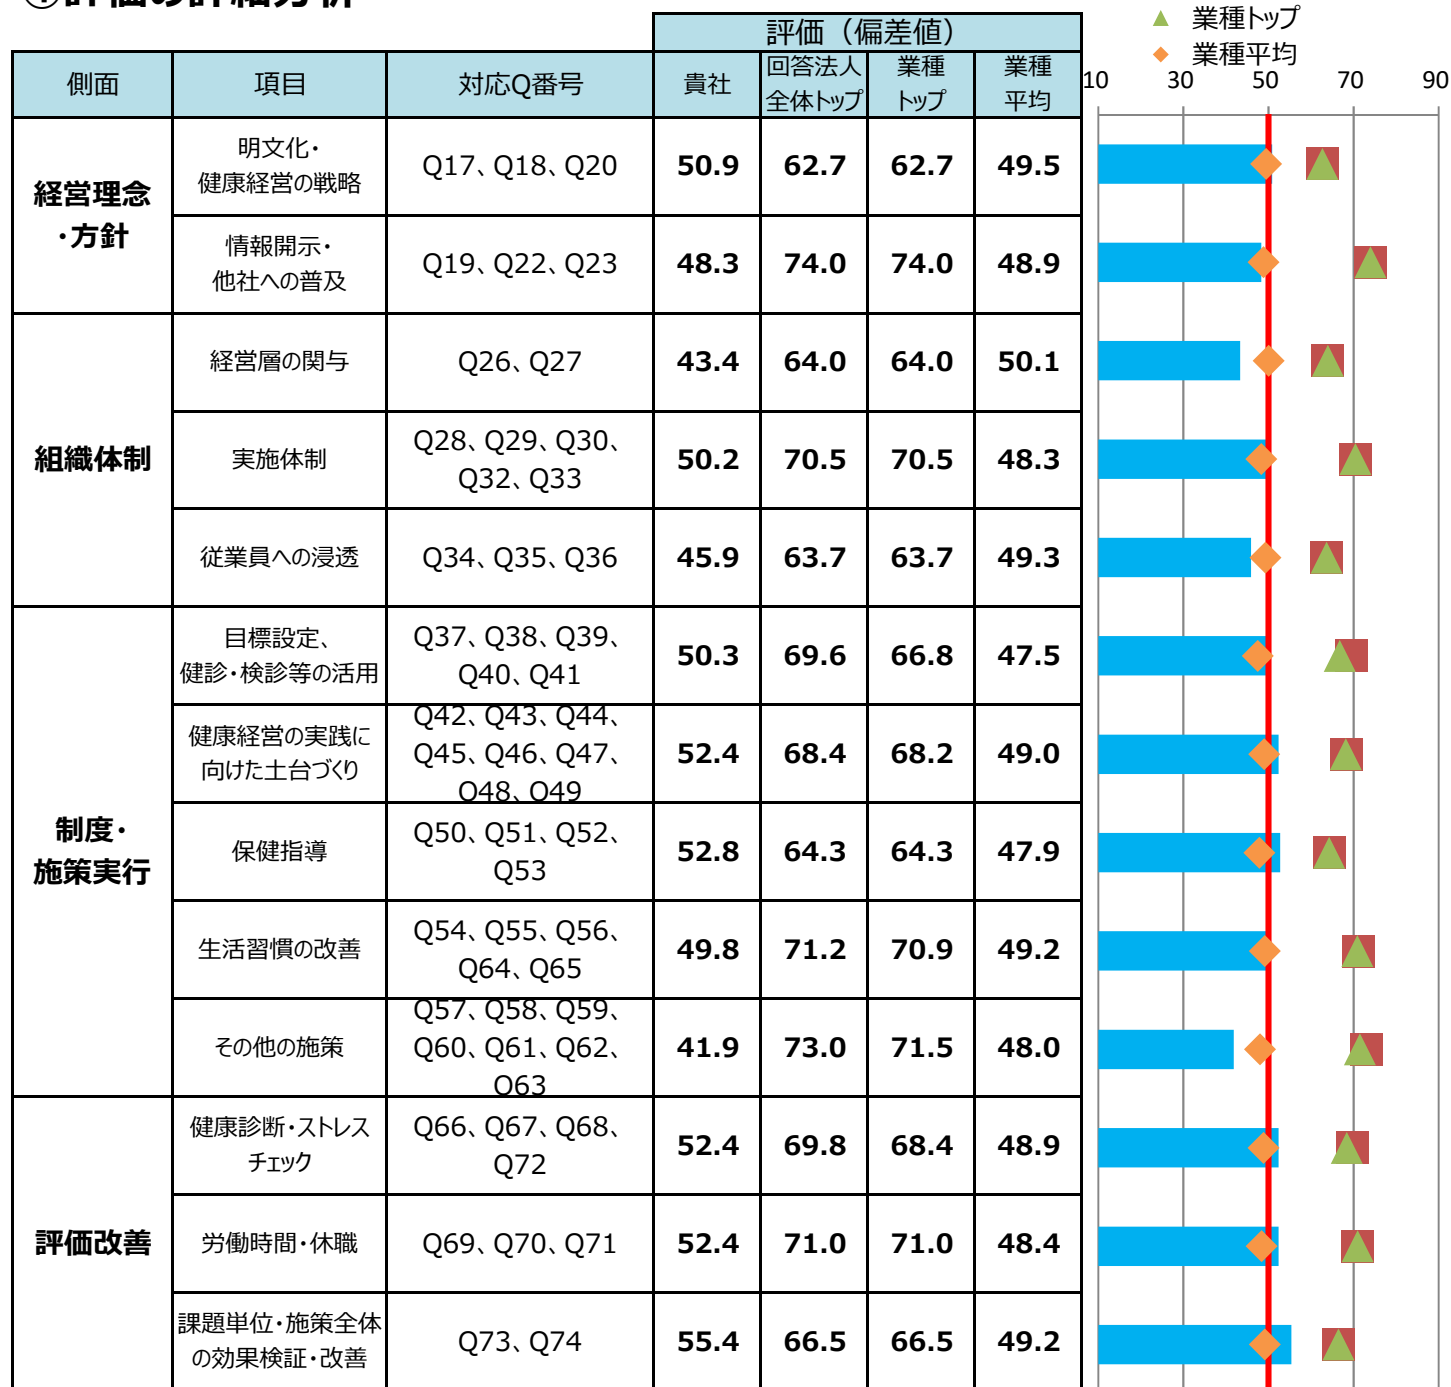 ①評価の詳細分析
▲ 業種トップ
◆ 業種平均
評価（偏差値）
側面 項目 対応Q番号 貴社 回答法人全体トップ 業種トップ 業種平均
10 30 50 70 90
経営理念・方針
明文化・健康経営の戦略 Q17、Q18、Q20 50.9 62.7 62.7 49.5
情報開示・他社への普及 Q19、Q22、Q23 48.3 74.0 74.0 48.9
組織体制
経営層の関与 Q26、Q27 43.4 64.0 64.0 50.1
実施体制 Q28、Q29、Q30、Q32、Q33 50.2 70.5 70.5 48.3
従業員への浸透 Q34、Q35、Q36 45.9 63.7 63.7 49.3
制度・施策実行
目標設定、健診・検診等の活用 Q37、Q38、Q39、Q40、Q41 50.3 69.6 66.8 47.5
健康経営の実践に向けた土台づくり Q42、Q43、Q44、Q45、Q46、Q47、Q48、Q49 52.4 68.4 68.2 49.0
保健指導 Q50、Q51、Q52、Q53 52.8 64.3 64.3 47.9
生活習慣の改善 Q54、Q55、Q56、Q64、Q65 49.8 71.2 70.9 49.2
その他の施策 Q57、Q58、Q59、Q60、Q61、Q62、Q63 41.9 73.0 71.5 48.0
評価改善
健康診断・ストレスチェック Q66、Q67、Q68、Q72 52.4 69.8 68.4 48.9
労働時間・休職 Q69、Q70、Q71 52.4 71.0 71.0 48.4
課題単位・施策全体の効果検証・改善 Q73、Q74 55.4 66.5 66.5 49.2